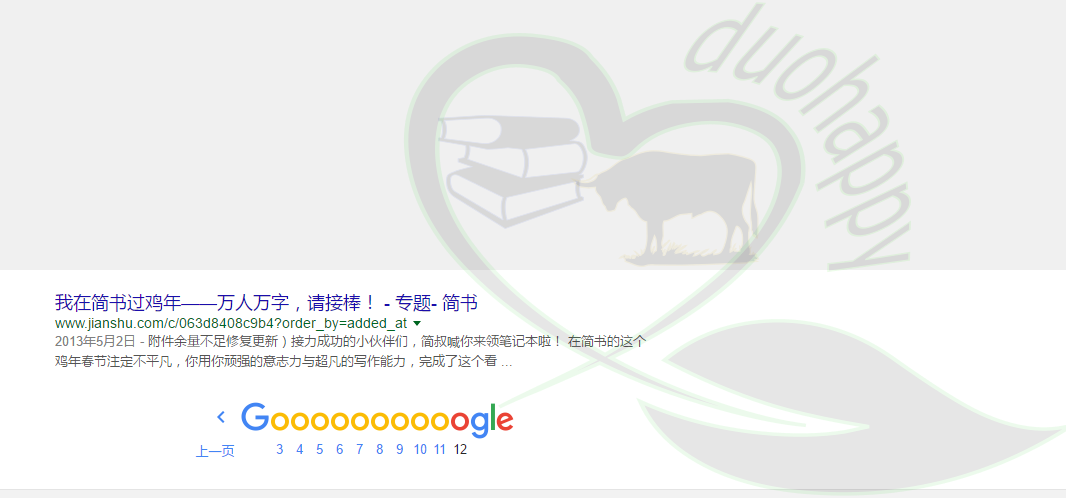 duohappy
我在简书过鸡年——万人万字，请接棒！ - 专题- 简书
www.jianshu.com/c/063d8408c9b4?order_by=added_at
2013年5月2日 - 附件余量不足修复更新）接力成功的小伙伴们，简叔喊你来领笔记本啦！ 在简书的这个
鸡年春节注定不平凡，你用你顽强的意志力与超凡的写作能力，完成了这个看 ...
Goooooooooogle
上一页 3 4 5 6 7 8 9 10 11 12